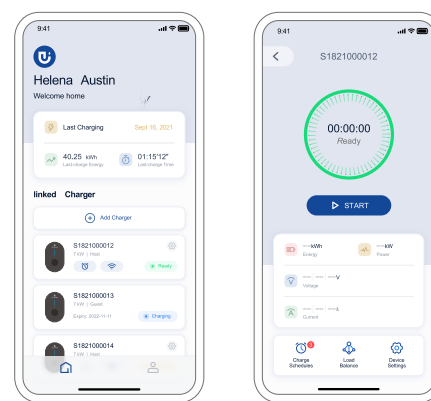 9:41
Helena Austin
Welcome home
Last Charging
Sept 16, 2021
40.25 kWh
Last charge Energy
01:15'12"
Last charge Time
linked Charger
Add Charger
S1821000012
7 kW | Host
Ready
S1821000013
7 kW | Guest
Expiry: 2022-11-11
Charging
S1821000014
7 kW | Host
9:41
S1821000012
00:00:00
Ready
START
----kWh
Energy
----kW
Power
---- | ---- | ----V
Voltage
---- | ---- | ----
Current
3
Charge
Schedules
Load
Balance
Device
Settings